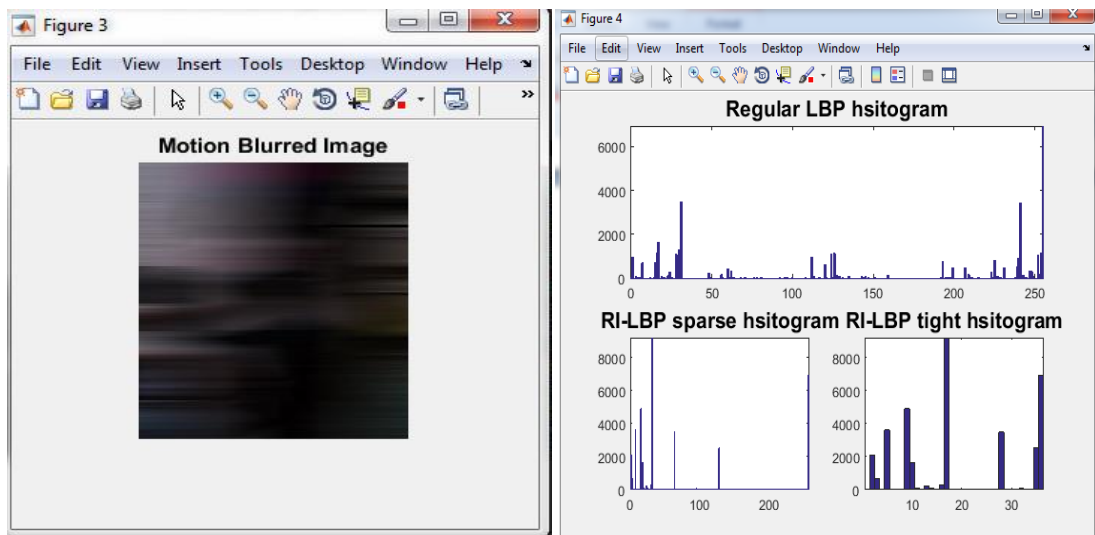 Figure 3
File Edit View Insert Tools Desktop Window Help
Motion Blurred Image
Figure 4
File Edit View Insert Tools Desktop Window Help
Regular LBP hsitogram
6000
4000
2000
0
0 50 100 150 200 250
RI-LBP sparse hsitogram RI-LBP tight hsitogram
8000
6000
4000
2000
0
0 100 200
8000
6000
4000
2000
0
10 20 30